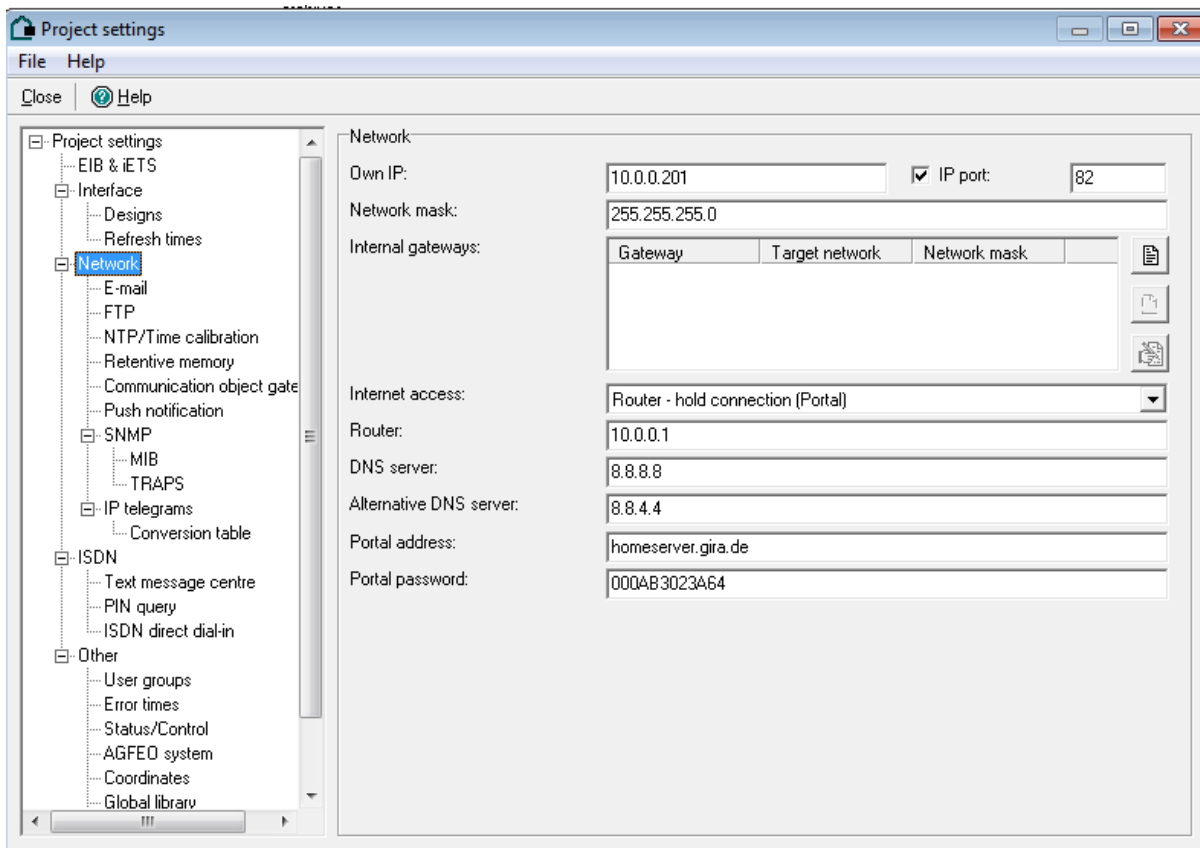 Project settings
File Help
Close Help
Project settings
EIB & iETS
Interface
Designs
Refresh times
Network
E-mail
FTP
NTP/Time calibration
Retentive memory
Communication object gate
Push notification
SNMP
MIB
TRAPS
IP telegrams
Conversion table
ISDN
Text message centre
PIN query
ISDN direct dial-in
Other
User groups
Error times
Status/Control
AGFEO system
Coordinates
Global library
Network
Own IP: 10.0.0.201 IP port: 82
Network mask: 255.255.255.0
Internal gateways: Gateway Target network Network mask
Internet access: Router - hold connection (Portal)
Router: 10.0.0.1
DNS server: 8.8.8.8
Alternative DNS server: 8.8.4.4
Portal address: homeserver.gira.de
Portal password: 000AB3023A64